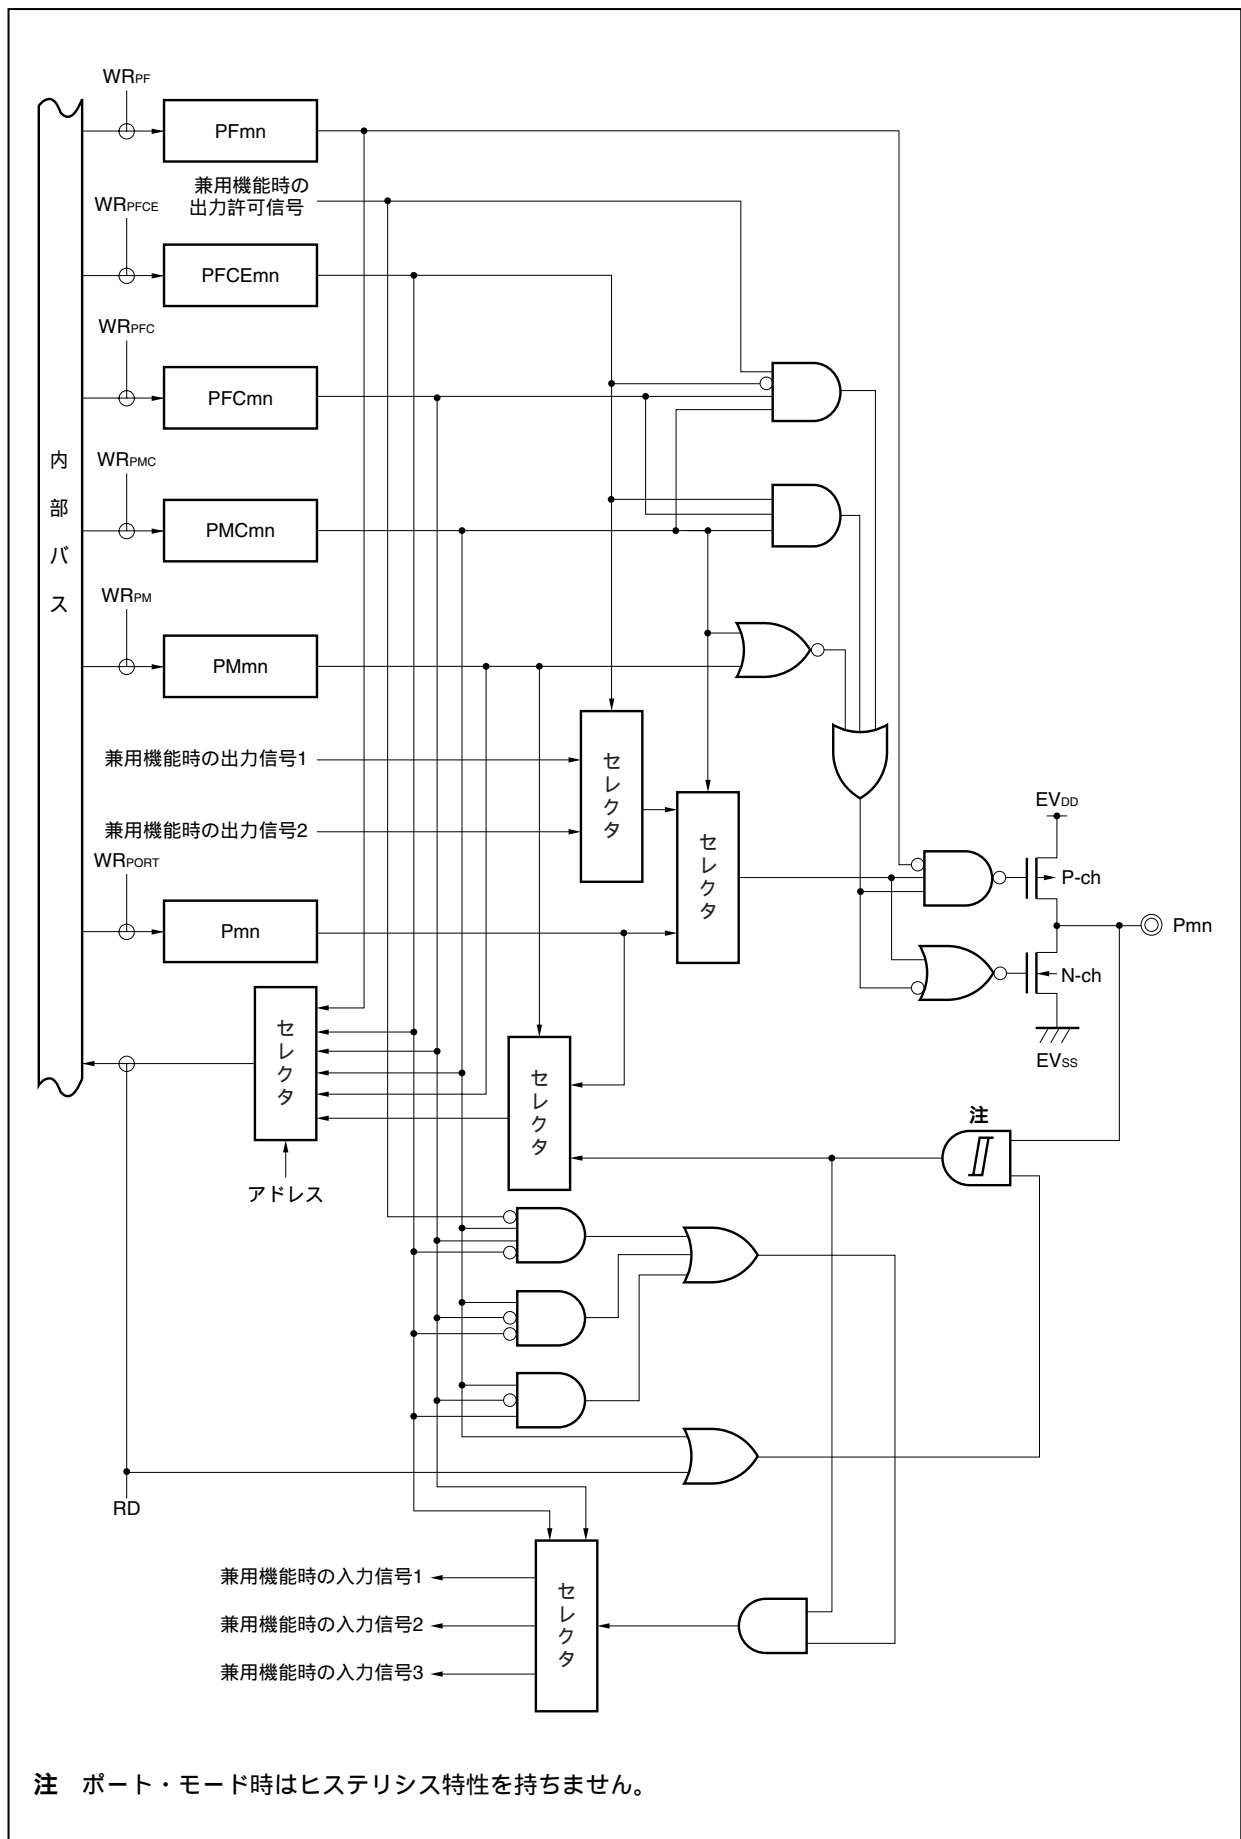 WRPF
PFmn
兼用機能時の
出力許可信号
WRPFCE
PFCEmn
WRPFC
PFCmn
内部バス
WRPMC
PMCmn
WRPM
PMmn
兼用機能時の出力信号1
セレクタ
兼用機能時の出力信号2
セレクタ
WRPORT
Pmn
EVDD
P-ch
Pmn
N-ch
EVSS
セレクタ
セレクタ
アドレス
注
RD
兼用機能時の入力信号1
兼用機能時の入力信号2
兼用機能時の入力信号3
セレクタ
注 ポート・モード時はヒステリシス特性を持ちません。